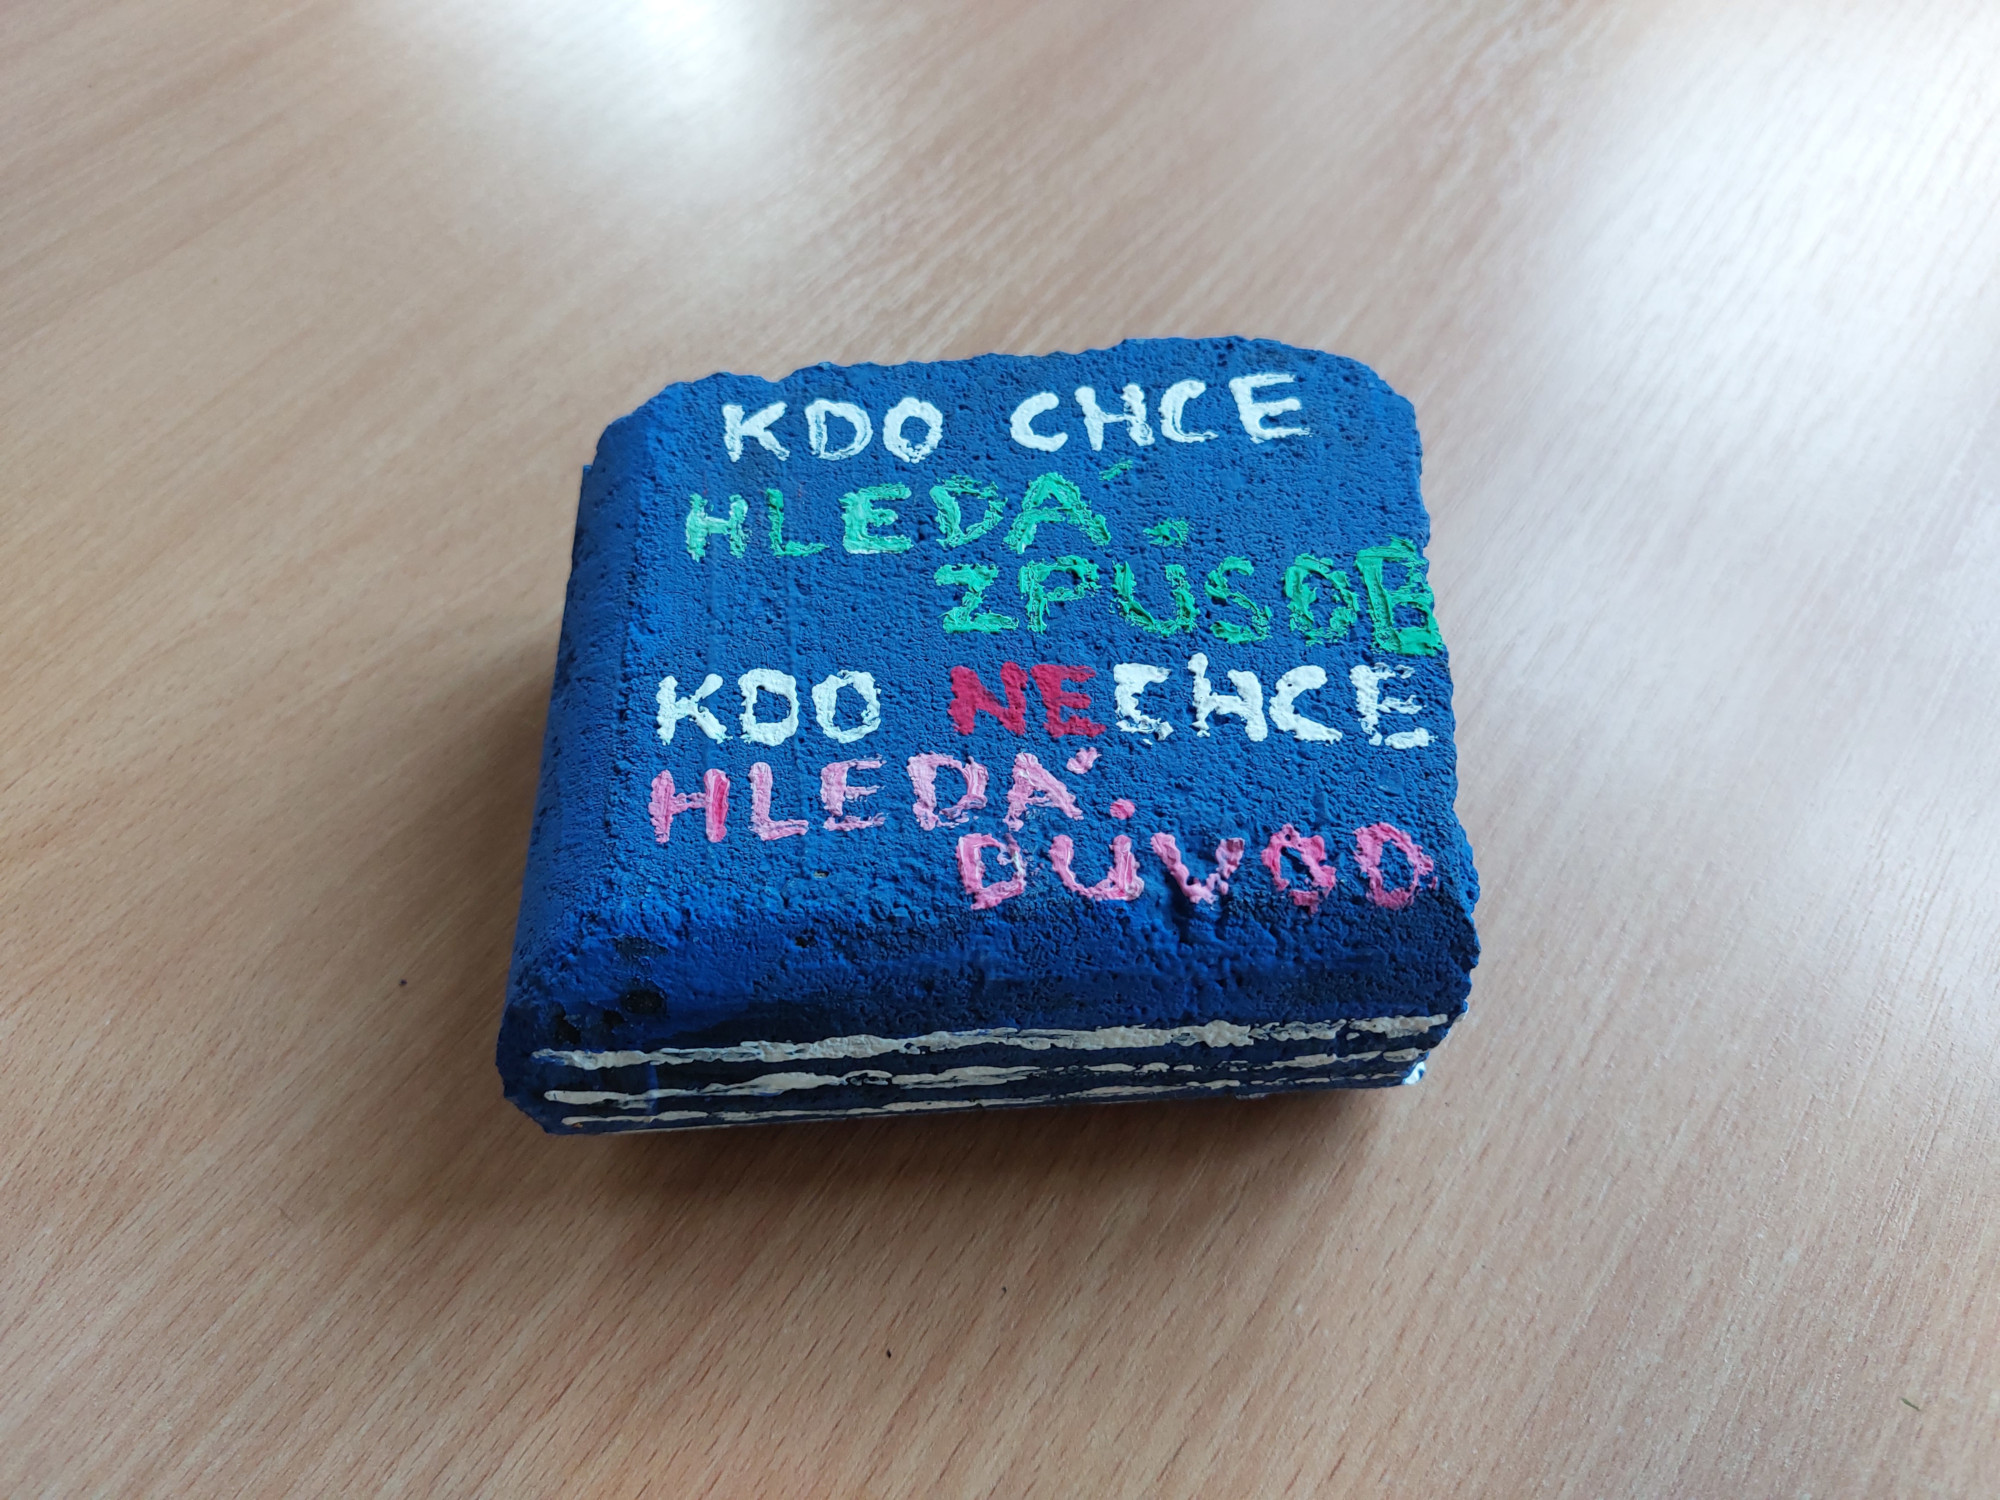 KDO CHCE
HLEDÁ
ZPŮSOB
KDO NECHCE
HLEDÁ
DŮVOD